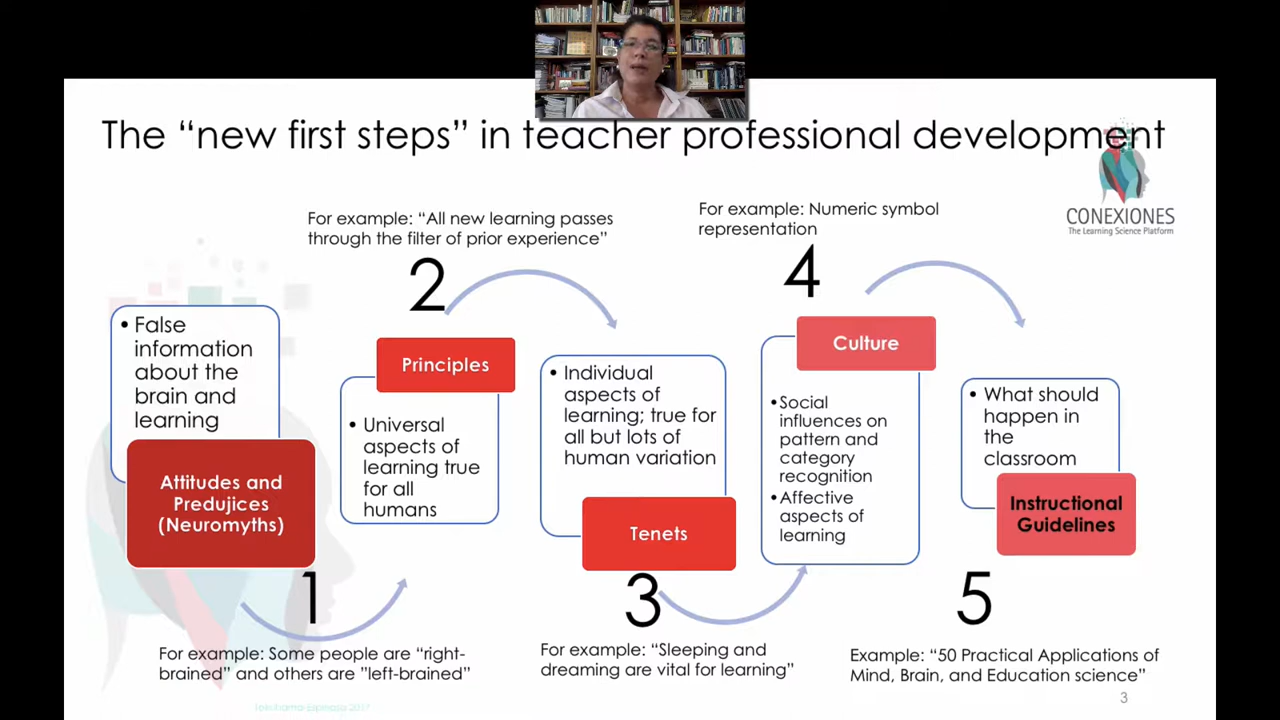 The “new first steps” in teacher professional development
CONEXIONES
The Learning Science Platform
• False
information
about the
brain and
learning
Attitudes and
Predujices
(Neuromyths)
1
For example: Some people are “right-
brained” and others are ”left-brained”
For example: “All new learning passes
through the filter of prior experience”
2
Principles
• Universal
aspects of
learning true
for all
humans
• Individual
aspects of
learning; true for
all but lots of
human variation
Tenets
3
For example: “Sleeping and
dreaming are vital for learning”
For example: Numeric symbol
representation
4
Culture
•Social
influences on
pattern and
category
recognition
•Affective
aspects of
learning
• What should
happen in
the
classroom
Instructional
Guidelines
5
Example: “50 Practical Applications of
Mind, Brain, and Education science”
Tokuhama-Espinosa 2017
3